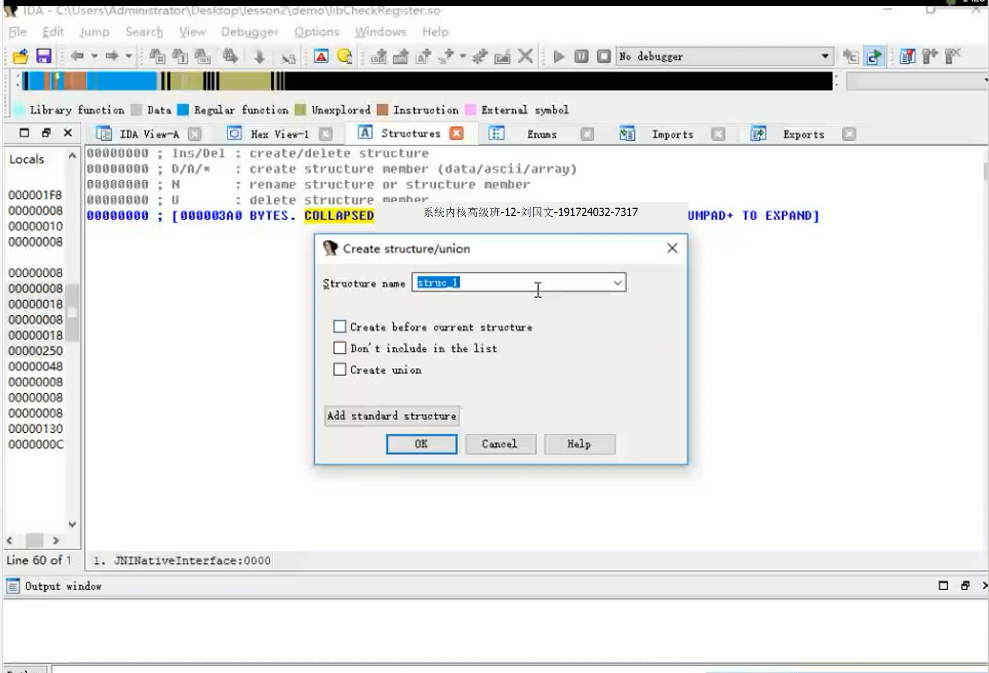 IDA - C:\Users\Administrator\Desktop\lesson2\demo\libCheckRegister.so
File Edit Jump Search View Debugger Options Windows Help
No debugger
Library function Data Regular function Unexplored Instruction External symbol
IDA View-A Hex View-1 Structures Enums Imports Exports
Locals
000001F8
00000008
00000010
00000008
00000008
00000008
00000018
00000008
00000018
00000250
00000048
00000008
00000008
00000008
00000130
0000000C
Line 60 of 1
00000000 ; Ins/Del : create/delete structure
00000000 ; D/A/* : create structure member (data/ascii/array)
00000000 ; N : rename structure or structure member
00000000 ; U : delete structure member
00000000 ; [000003A0 BYTES. COLLAPSED UMPAD+ TO EXPAND]
系统内核高级班-12-刘国文-191724032-7317
Create structure/union
Structure name struc_1
Create before current structure
Don't include in the list
Create union
Add standard structure
OK Cancel Help
1. JNINativeInterface:0000
Output window